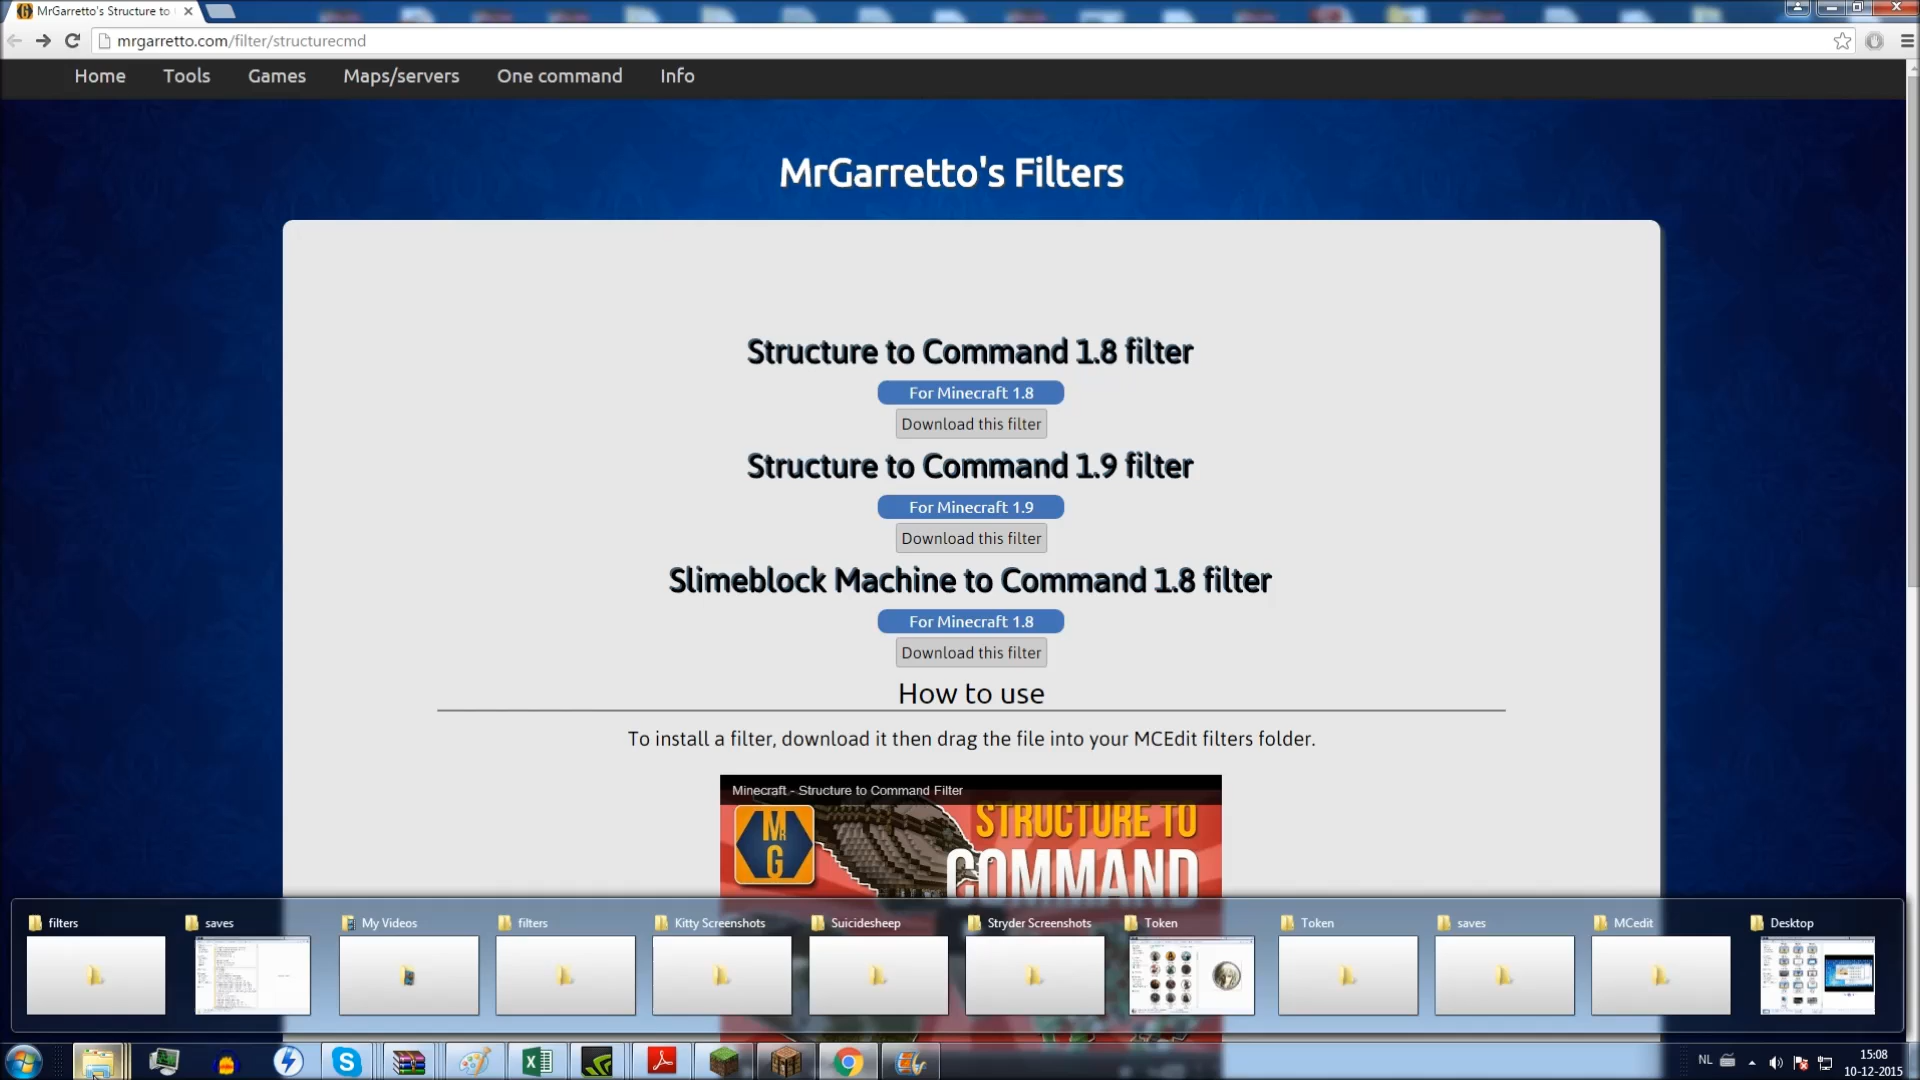 MrGarretto's Structure to
mrgarretto.com/filter/structurecmd
Home Tools Games Maps/servers One command Info
MrGarretto's Filters
Structure to Command 1.8 filter
For Minecraft 1.8
Download this filter
Structure to Command 1.9 filter
For Minecraft 1.9
Download this filter
Slimeblock Machine to Command 1.8 filter
For Minecraft 1.8
Download this filter
How to use
To install a filter, download it then drag the file into your MCEdit filters folder.
Minecraft - Structure to Command Filter
MR
G
STRUCTURE TO
COMMAND
filters saves My Videos filters Kitty Screenshots Suicidesheep Stryder Screenshots Token Token saves MCedit Desktop
NL
15:08
10-12-2015